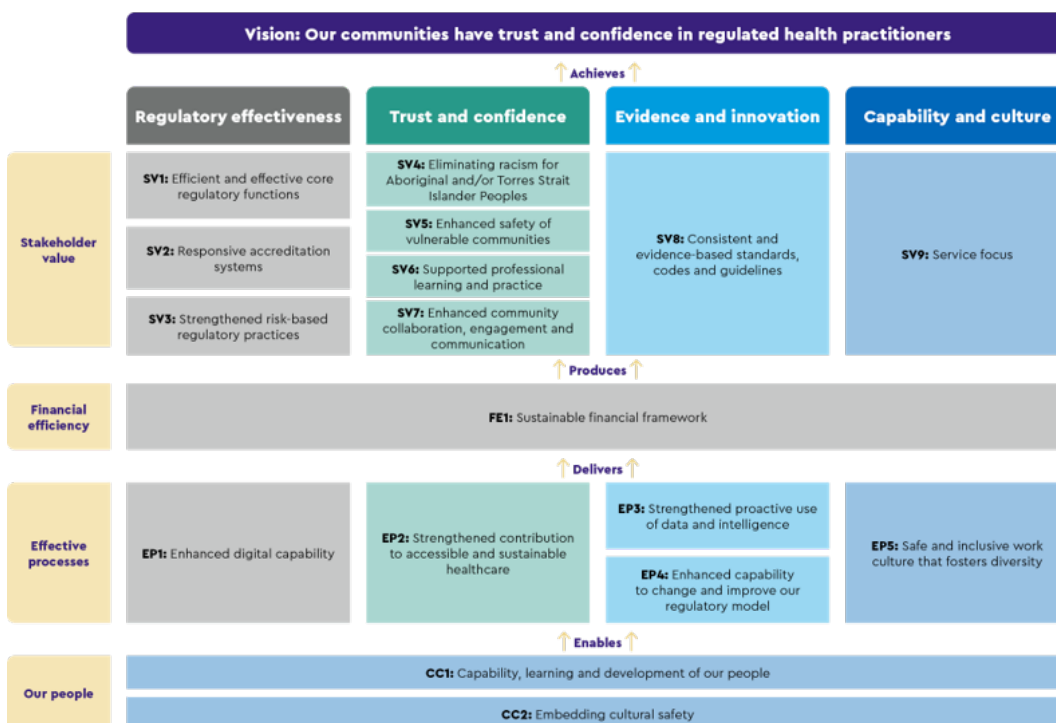 Vision: Our communities have trust and confidence in regulated health practitioners
Achieves
Regulatory effectiveness
Trust and confidence
Evidence and innovation
Capability and culture
Stakeholder
value
SV1: Efficient and effective core
regulatory functions
SV2: Responsive accreditation
systems
SV3: Strengthened risk-based
regulatory practices
SV4: Eliminating racism for
Aboriginal and/or Torres Strait
Islander Peoples
SV5: Enhanced safety of
vulnerable communities
SV6: Supported professional
learning and practice
SV7: Enhanced community
collaboration, engagement and
communication
SV8: Consistent and
evidence-based standards,
codes and guidelines
SV9: Service focus
Produces
Financial
efficiency
FE1: Sustainable financial framework
Delivers
Effective
processes
EP1: Enhanced digital capability
EP2: Strengthened contribution
to accessible and sustainable
healthcare
EP3: Strengthened proactive use
of data and intelligence
EP4: Enhanced capability
to change and improve our
regulatory model
EP5: Safe and inclusive work
culture that fosters diversity
Enables
Our people
CC1: Capability, learning and development of our people
CC2: Embedding cultural safety